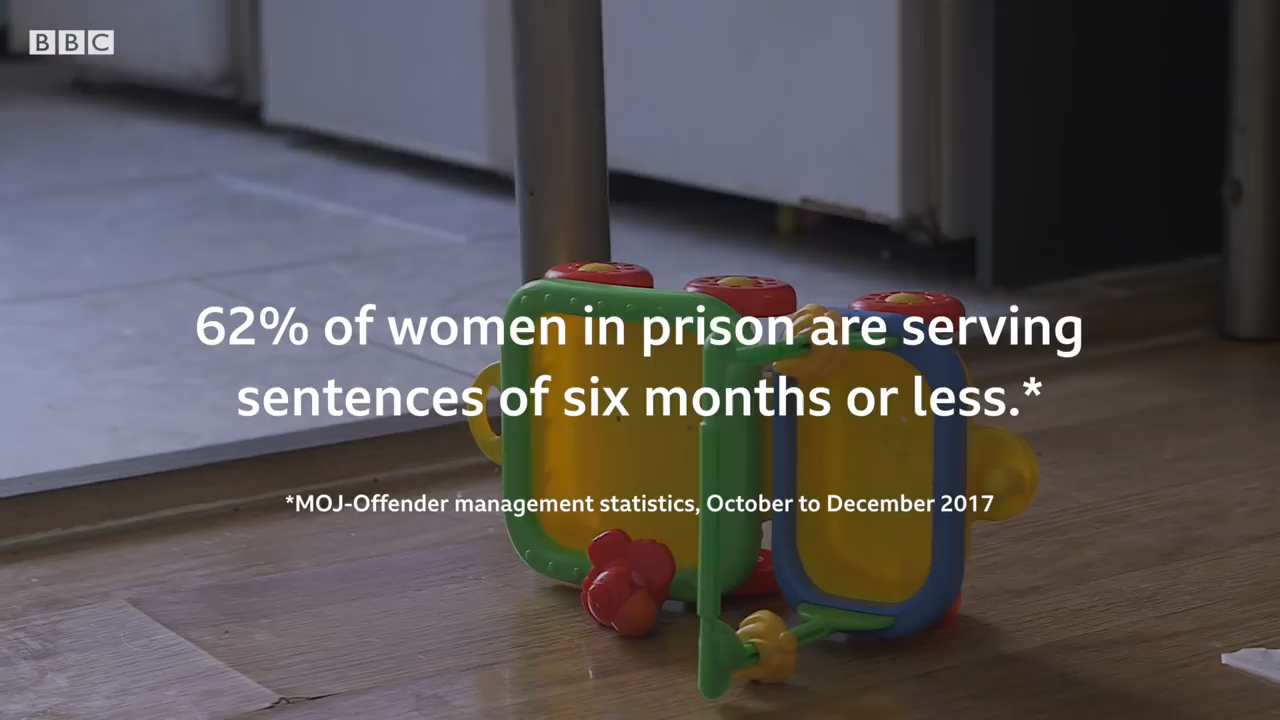 BBC
62% of women in prison are serving
sentences of six months or less.*
*MOJ-Offender management statistics, October to December 2017